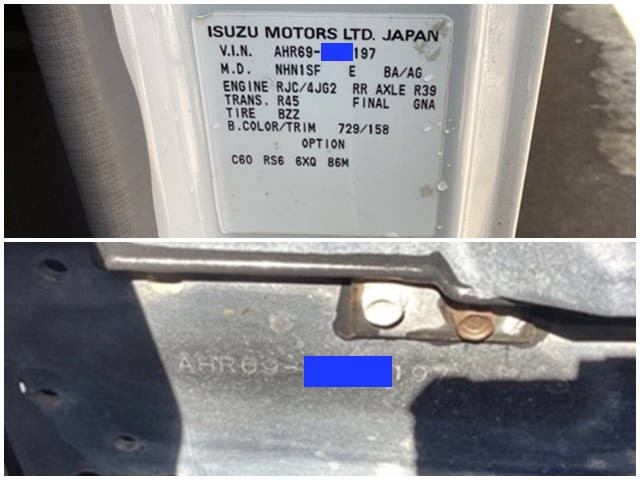 ISUZU MOTORS LTD. JAPAN
V.I.N. AHR69- 197
M.D. NHN1SF E BA/AG
ENGINE RJC/4JG2 RR AXLE R39
TRANS. R45 FINAL GNA
TIRE BZZ
B.COLOR/TRIM 729/158
OPTION
C60 RS6 6XQ 86M
AHR69- 197